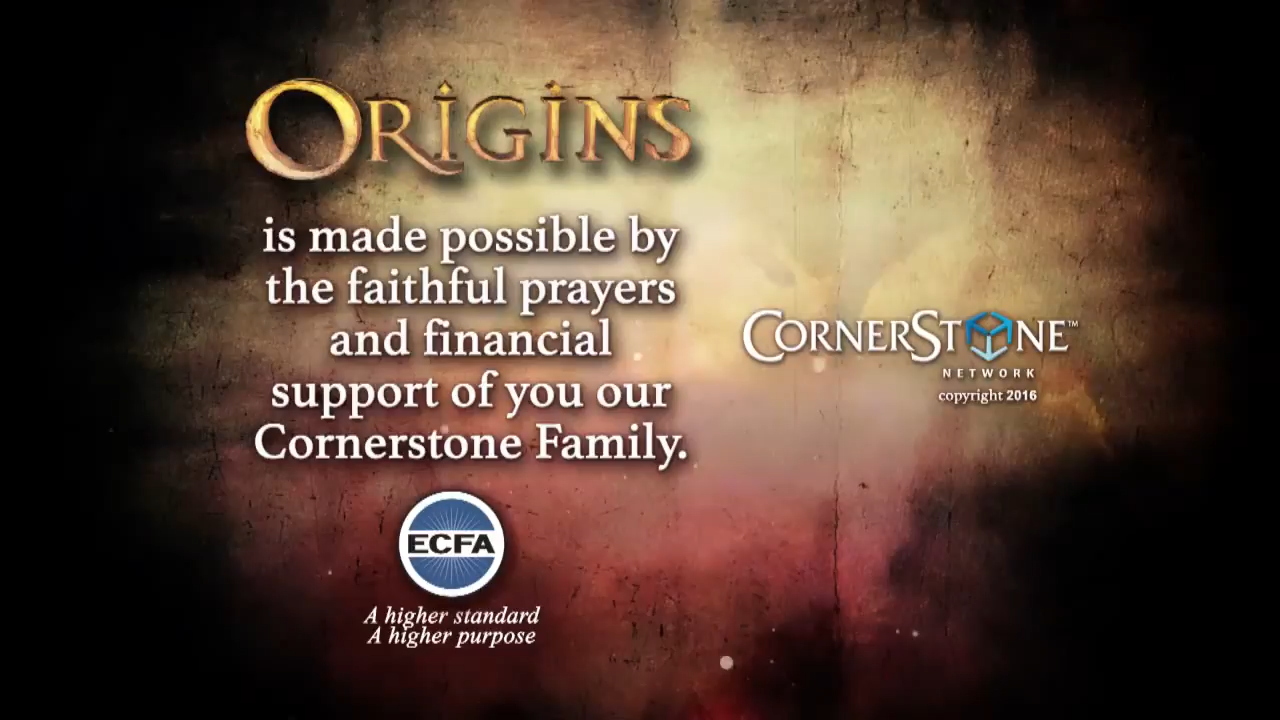 ORIGINS
is made possible by
the faithful prayers
and financial
support of you our
Cornerstone Family.
ECFA
A higher standard
A higher purpose
CORNERSTONE™
NETWORK
copyright 2016